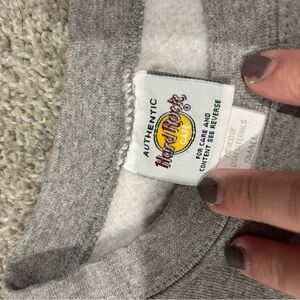 AUTHENTIC
Hard Rock
CAFE
®
FOR CARE AND
CONTENT SEE REVERSE